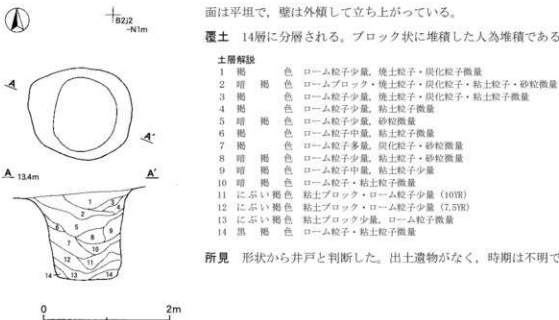 B2j2
-N1m
A
A'
A 13.4m A'
1
2
3
4
5
6
7
8
9
10
11
12
13
14
14
0 2m
面は平坦で，壁は外傾して立ち上がっている。
覆土 14層に分層される。ブロック状に堆積した人為堆積である
土層解説
1 褐 色 ローム粒子少量，焼土粒子・炭化粒子微量
2 暗 褐 色 ロームブロック・焼土粒子・炭化粒子・粘土粒子・砂粒微量
3 褐 色 ローム粒子少量，焼土粒子・炭化粒子・粘土粒子微量
4 褐 色 ローム粒子少量，粘土粒子微量
5 暗 褐 色 ローム粒子少量，砂粒微量
6 褐 色 ローム粒子中量，粘土粒子微量
7 褐 色 ローム粒子多量，炭化粒子・砂粒微量
8 暗 褐 色 ローム粒子少量，粘土粒子・砂粒微量
9 暗 褐 色 ローム粒子中量，粘土粒子少量
10 暗 褐 色 ローム粒子・粘土粒子微量
11 にぶい褐色 粘土ブロック・ローム粒子少量（10YR）
12 にぶい褐色 粘土ブロック・ローム粒子少量（7.5YR）
13 にぶい褐色 粘土ブロック少量，ローム粒子微量
14 黒 褐 色 ローム粒子・粘土粒子微量
所見 形状から井戸と判断した。出土遺物がなく，時期は不明で